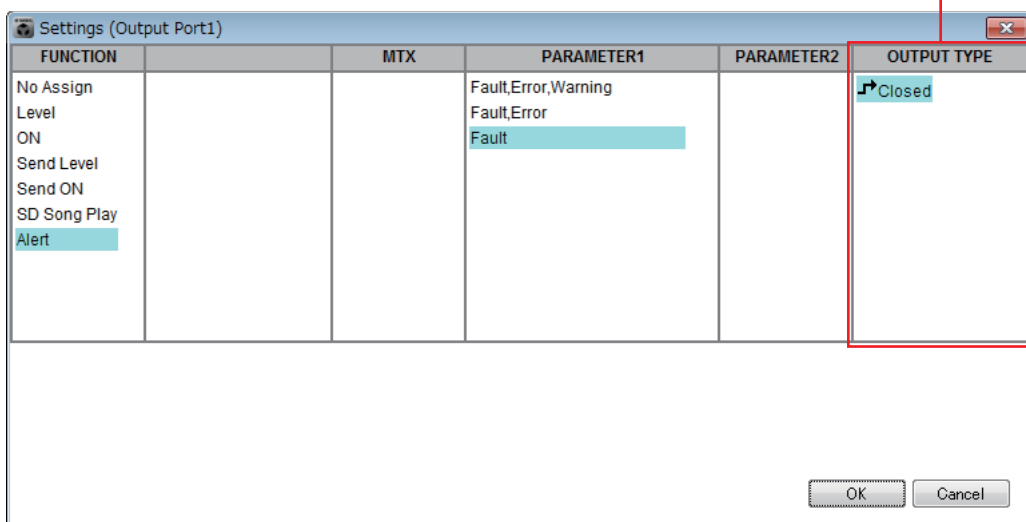 Settings (Output Port1)
FUNCTION MTX PARAMETER1 PARAMETER2 OUTPUT TYPE
No Assign Fault,Error,Warning Closed
Level Fault,Error
ON Fault
Send Level
Send ON
SD Song Play
Alert
OK Cancel